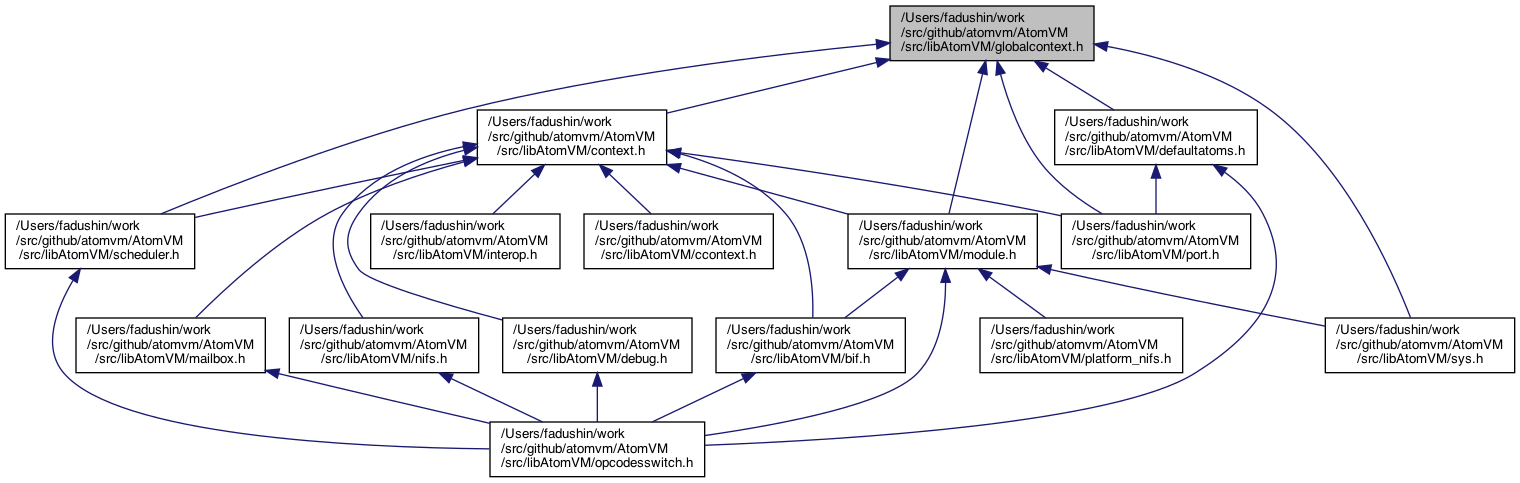 /Users/fadushin/work
/src/github/atomvm/AtomVM
/src/libAtomVM/globalcontext.h
/Users/fadushin/work
/src/github/atomvm/AtomVM
/src/libAtomVM/context.h
/Users/fadushin/work
/src/github/atomvm/AtomVM
/src/libAtomVM/defaultatoms.h
/Users/fadushin/work
/src/github/atomvm/AtomVM
/src/libAtomVM/scheduler.h
/Users/fadushin/work
/src/github/atomvm/AtomVM
/src/libAtomVM/interop.h
/Users/fadushin/work
/src/github/atomvm/AtomVM
/src/libAtomVM/ccontext.h
/Users/fadushin/work
/src/github/atomvm/AtomVM
/src/libAtomVM/module.h
/Users/fadushin/work
/src/github/atomvm/AtomVM
/src/libAtomVM/port.h
/Users/fadushin/work
/src/github/atomvm/AtomVM
/src/libAtomVM/mailbox.h
/Users/fadushin/work
/src/github/atomvm/AtomVM
/src/libAtomVM/nifs.h
/Users/fadushin/work
/src/github/atomvm/AtomVM
/src/libAtomVM/debug.h
/Users/fadushin/work
/src/github/atomvm/AtomVM
/src/libAtomVM/bif.h
/Users/fadushin/work
/src/github/atomvm/AtomVM
/src/libAtomVM/platform_nifs.h
/Users/fadushin/work
/src/github/atomvm/AtomVM
/src/libAtomVM/sys.h
/Users/fadushin/work
/src/github/atomvm/AtomVM
/src/libAtomVM/opcodesswitch.h